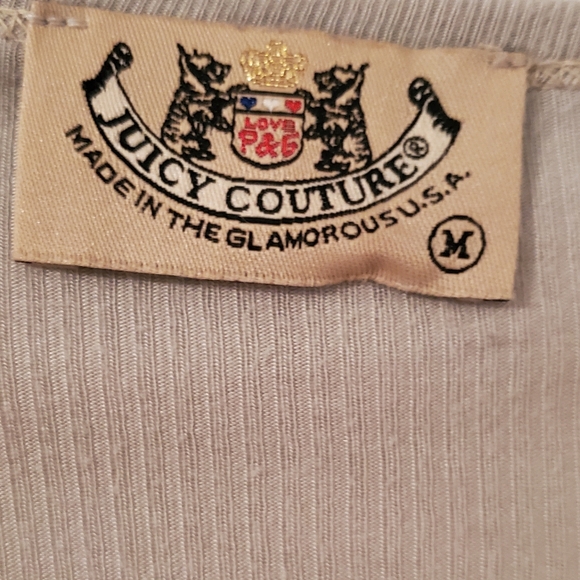 LOVE
P&G
JUICY COUTURE®
MADE IN THE GLAMOROUS U.S.A.
M